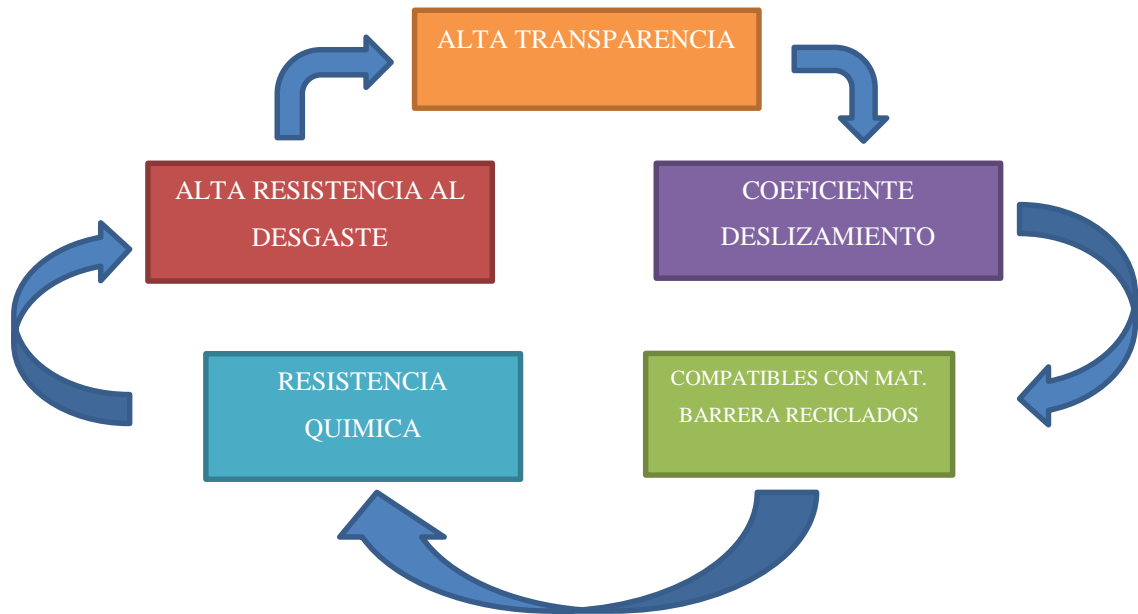 ALTA TRANSPARENCIA
COEFICIENTE
DESLIZAMIENTO
COMPATIBLES CON MAT.
BARRERA RECICLADOS
RESISTENCIA
QUIMICA
ALTA RESISTENCIA AL
DESGASTE